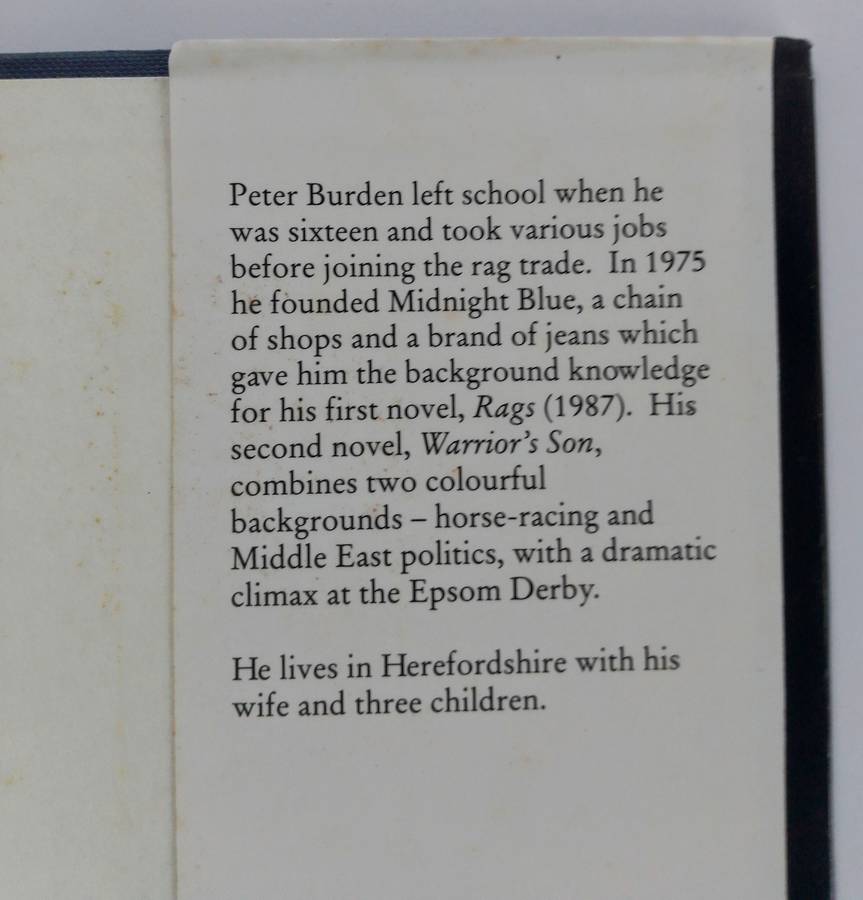 Peter Burden left school when he
was sixteen and took various jobs
before joining the rag trade.  In 1975
he founded Midnight Blue, a chain
of shops and a brand of jeans which
gave him the background knowledge
for his first novel, Rags (1987).  His
second novel, Warrior's Son,
combines two colourful
backgrounds – horse-racing and
Middle East politics, with a dramatic
climax at the Epsom Derby.
He lives in Herefordshire with his
wife and three children.